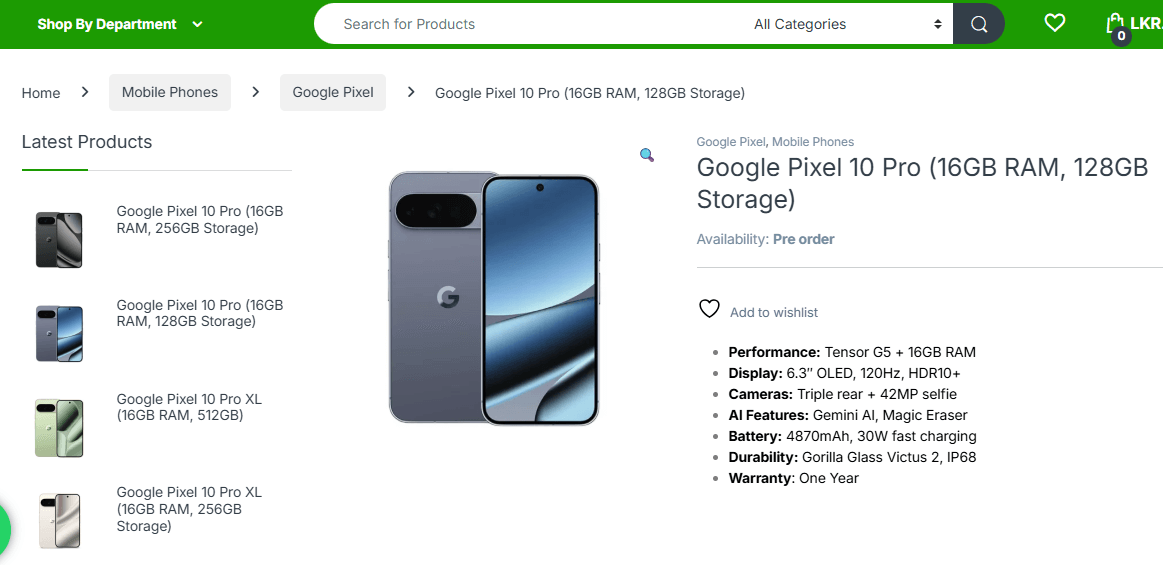 Shop By Department
Search for Products
All Categories
0
LKR
Home
Mobile Phones
Google Pixel
Google Pixel 10 Pro (16GB RAM, 128GB Storage)
Latest Products
Google Pixel 10 Pro (16GB
RAM, 256GB Storage)
Google Pixel 10 Pro (16GB
RAM, 128GB Storage)
Google Pixel 10 Pro XL
(16GB RAM, 512GB)
Google Pixel 10 Pro XL
(16GB RAM, 256GB
Storage)
G
Google Pixel, Mobile Phones
Google Pixel 10 Pro (16GB RAM, 128GB
Storage)
Availability: Pre order
Add to wishlist
Performance: Tensor G5 + 16GB RAM
Display: 6.3″ OLED, 120Hz, HDR10+
Cameras: Triple rear + 42MP selfie
AI Features: Gemini AI, Magic Eraser
Battery: 4870mAh, 30W fast charging
Durability: Gorilla Glass Victus 2, IP68
Warranty: One Year